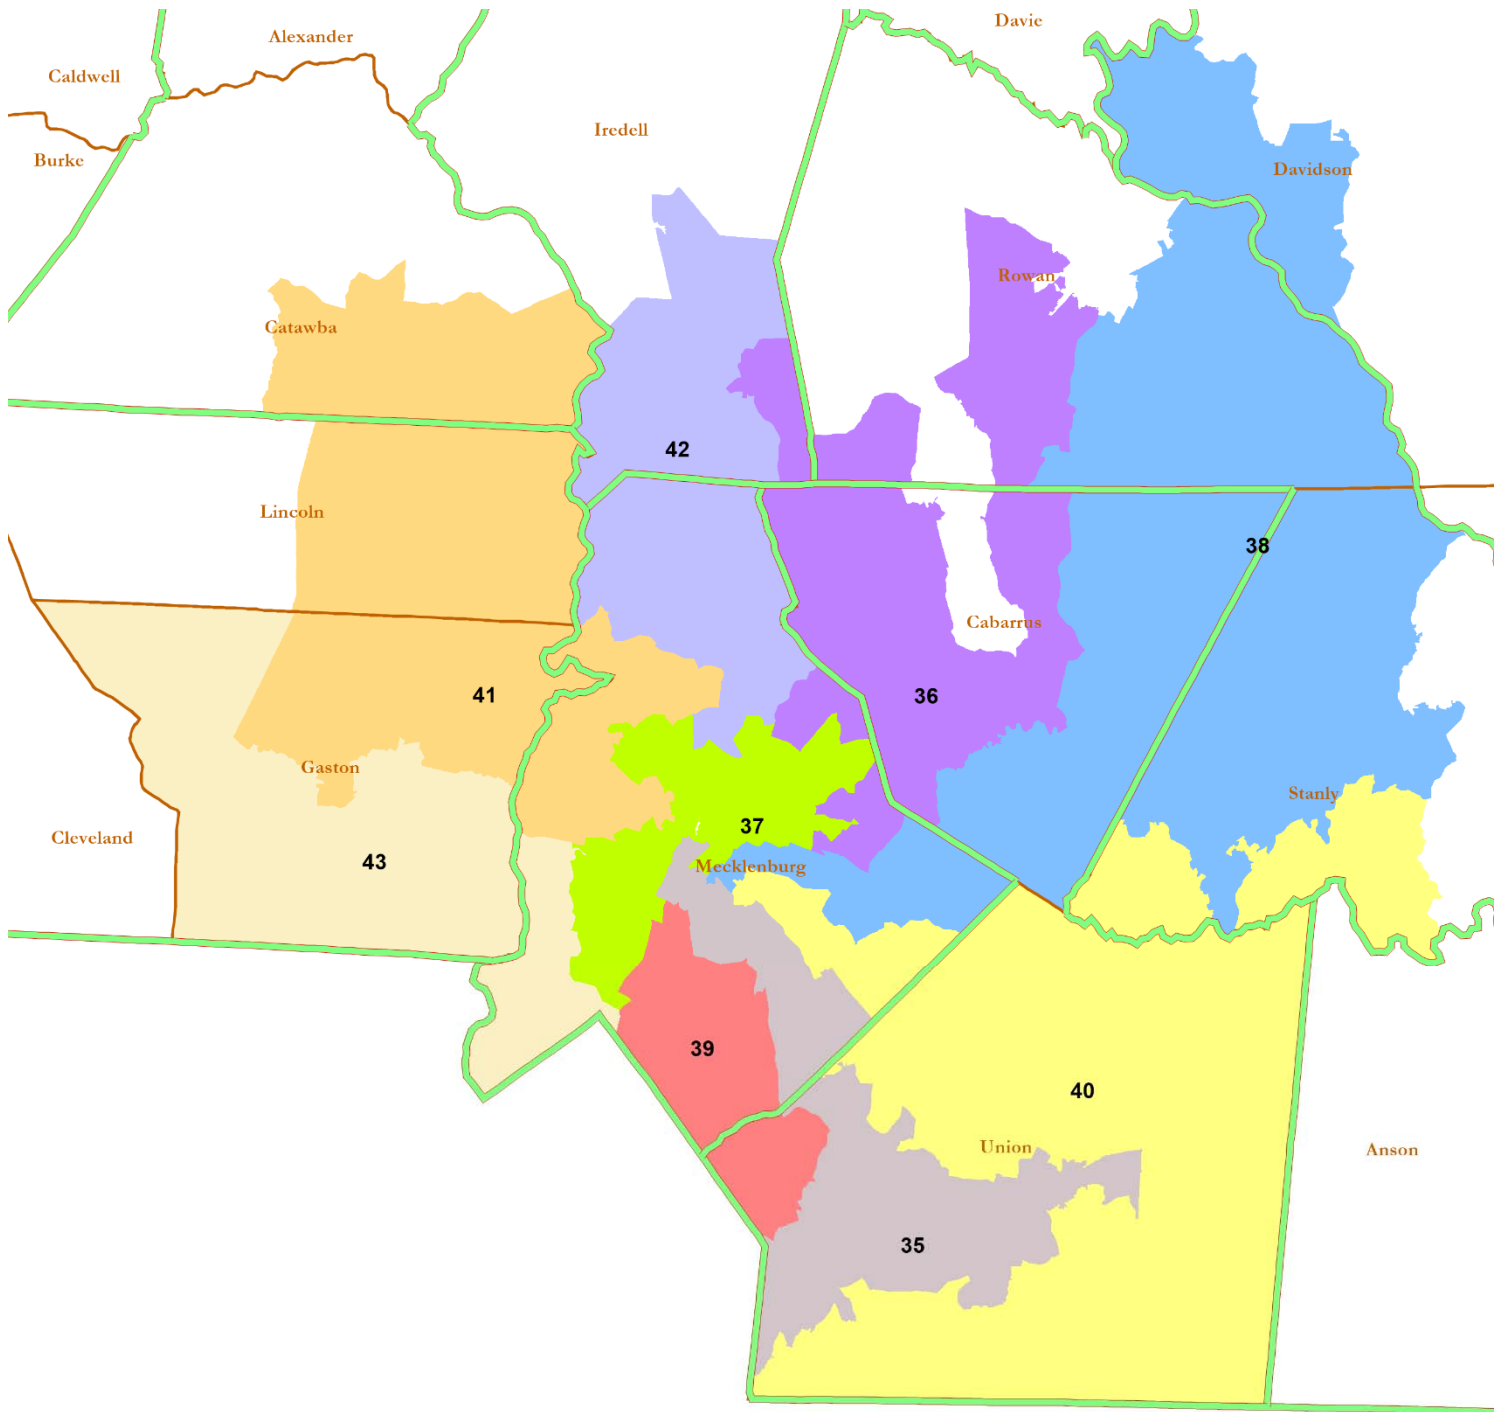 Davie
Alexander
Caldwell
Iredell
Burke
Davidson
Rowan
Catawba
42
Lincoln
38
Cabarrus
41
36
Gaston
Stanly
37
Cleveland
43
Mecklenburg
39
40
Union
Anson
35